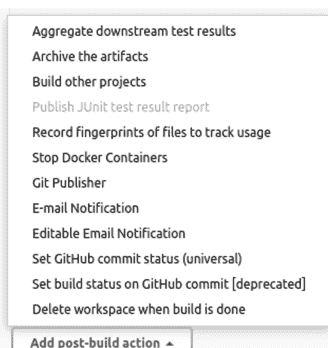 Aggregate downstream test results
Archive the artifacts
Build other projects
Publish JUnit test result report
Record fingerprints of files to track usage
Stop Docker Containers
Git Publisher
E-mail Notification
Editable Email Notification
Set GitHub commit status (universal)
Set build status on GitHub commit [deprecated]
Delete workspace when build is done
Add post-build action